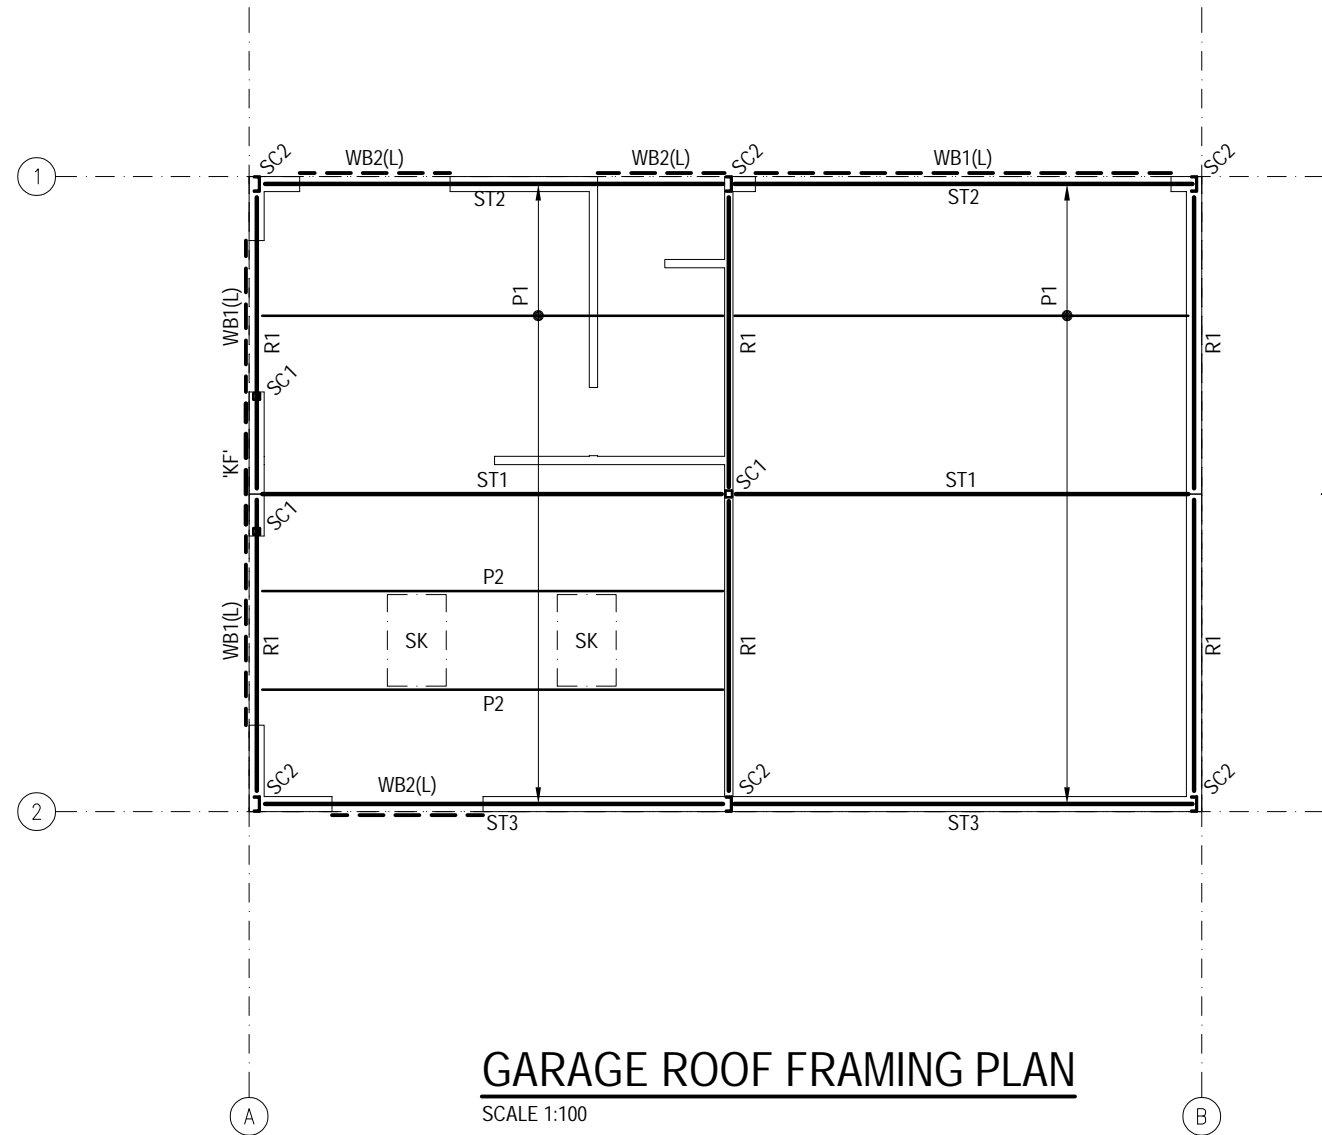 SC2
WB2(L)
WB2(L)
SC2
WB1(L)
SC2
1
ST2
ST2
WB1(L)
P1
P1
R1
R1
R1
SC1
'KF'
ST1
SC1
ST1
SC1
P2
WB1(L)
R1
SK
SK
R1
R1
P2
SC2
WB2(L)
SC2
SC2
2
ST3
ST3
GARAGE ROOF FRAMING PLAN
SCALE 1:100
A
B